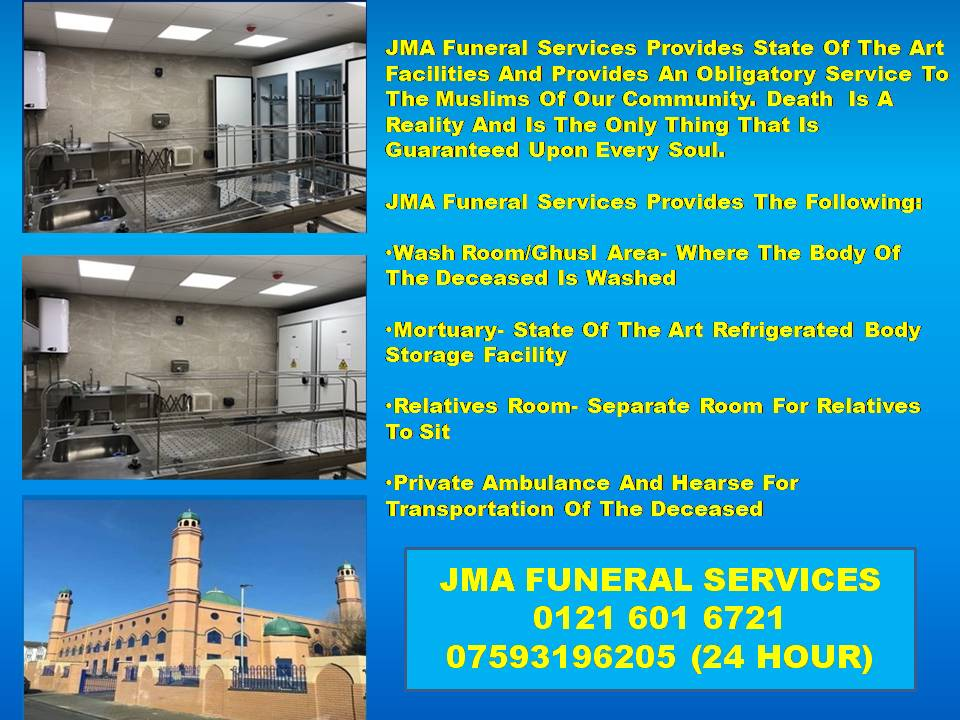 JMA Funeral Services Provides State Of The Art
Facilities And Provides An Obligatory Service To
The Muslims Of Our Community. Death Is A
Reality And Is The Only Thing That Is
Guaranteed Upon Every Soul.
JMA Funeral Services Provides The Following:
•Wash Room/Ghusl Area- Where The Body Of
The Deceased Is Washed
•Mortuary- State Of The Art Refrigerated Body
Storage Facility
•Relatives Room- Separate Room For Relatives
To Sit
•Private Ambulance And Hearse For
Transportation Of The Deceased
JMA FUNERAL SERVICES
0121 601 6721
07593196205 (24 HOUR)